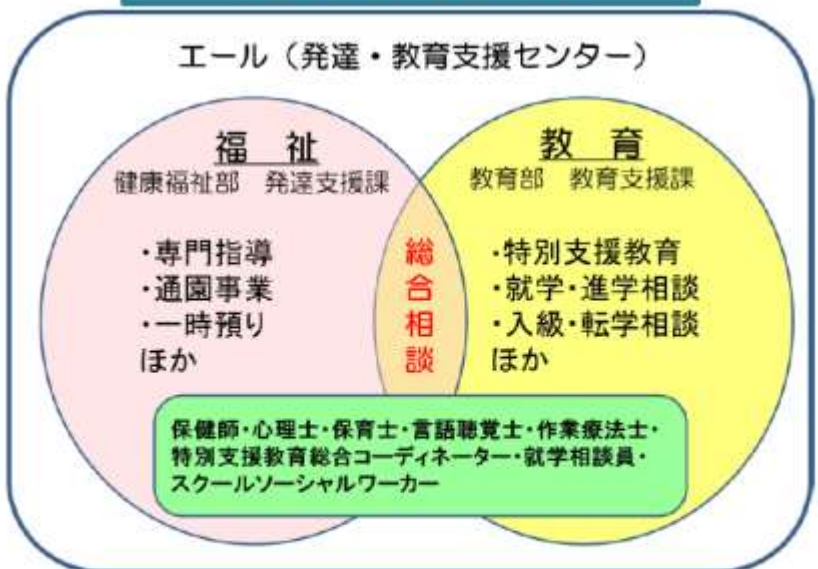 エール（発達・教育支援センター）
福　祉
健康福祉部　発達支援課
・専門指導
・通園事業
・一時預り
ほか
総合相談
教　育
教育部　教育支援課
・特別支援教育
・就学・進学相談
・入級・転学相談
ほか
保健師・心理士・保育士・言語聴覚士・作業療法士・
特別支援教育総合コーディネーター・就学相談員・
スクールソーシャルワーカー